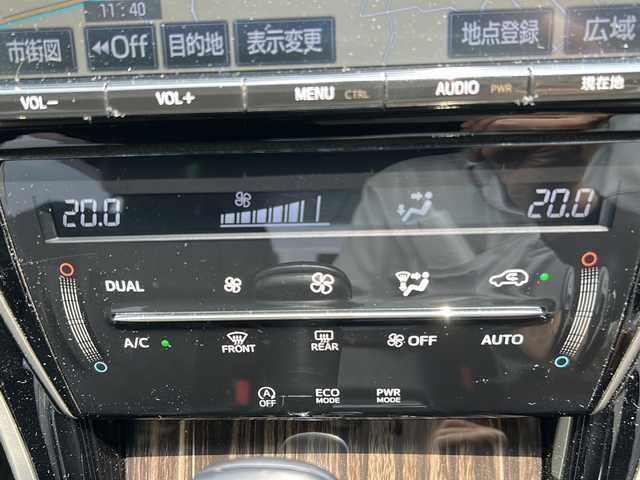 11:40
市街図 ◀◀Off 目的地 表示変更 地点登録 広域
VOL− VOL+ MENU CTRL AUDIO PWR 現在地
20.0 20.0
DUAL
A/C FRONT REAR OFF AUTO
A OFF ECO MODE PWR MODE